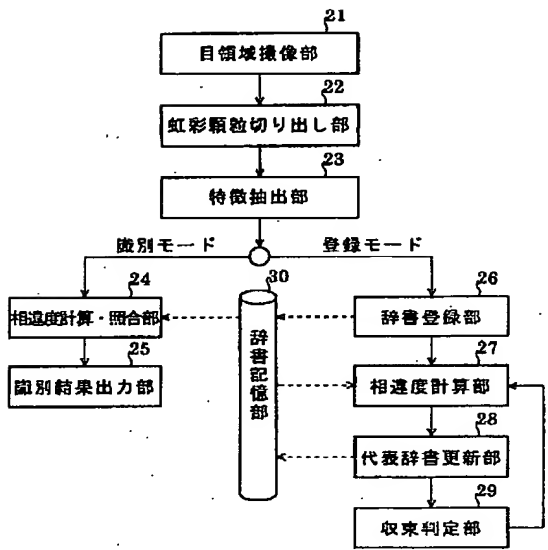 21
目領域撮像部
22
虹彩顆粒切り出し部
23
特徴抽出部
識別モード
登録モード
24
相違度計算・照合部
25
識別結果出力部
30
辞書記憶部
26
辞書登録部
27
相違度計算部
28
代表辞書更新部
29
収束判定部